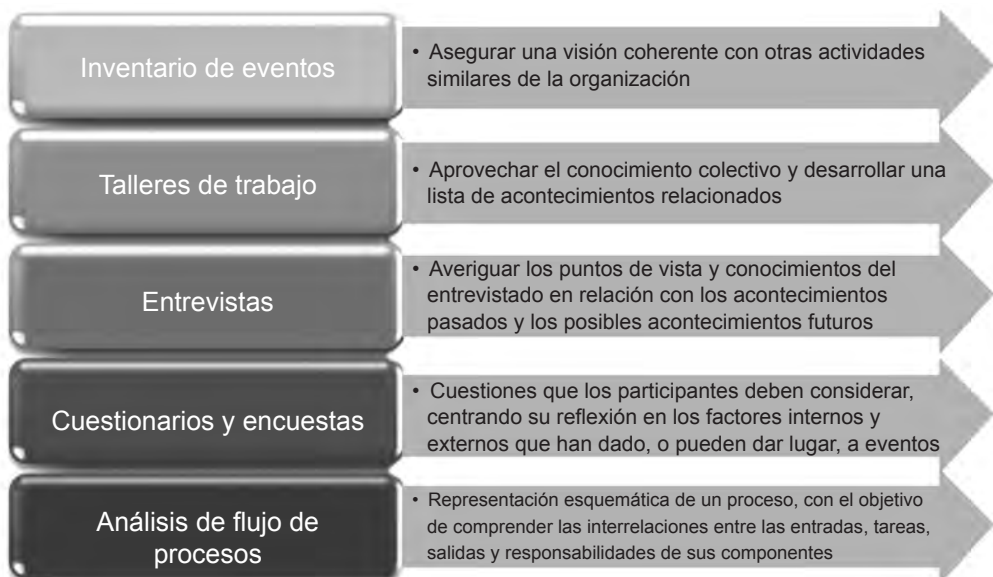 Inventario de eventos
• Asegurar una visión coherente con otras actividades
similares de la organización
Talleres de trabajo
• Aprovechar el conocimiento colectivo y desarrollar una
lista de acontecimientos relacionados
Entrevistas
• Averiguar los puntos de vista y conocimientos del
entrevistado en relación con los acontecimientos
pasados y los posibles acontecimientos futuros
Cuestionarios y encuestas
• Cuestiones que los participantes deben considerar,
centrando su reflexión en los factores internos y
externos que han dado, o pueden dar lugar, a eventos
Análisis de flujo de
procesos
• Representación esquemática de un proceso, con el objetivo
de comprender las interrelaciones entre las entradas, tareas,
salidas y responsabilidades de sus componentes